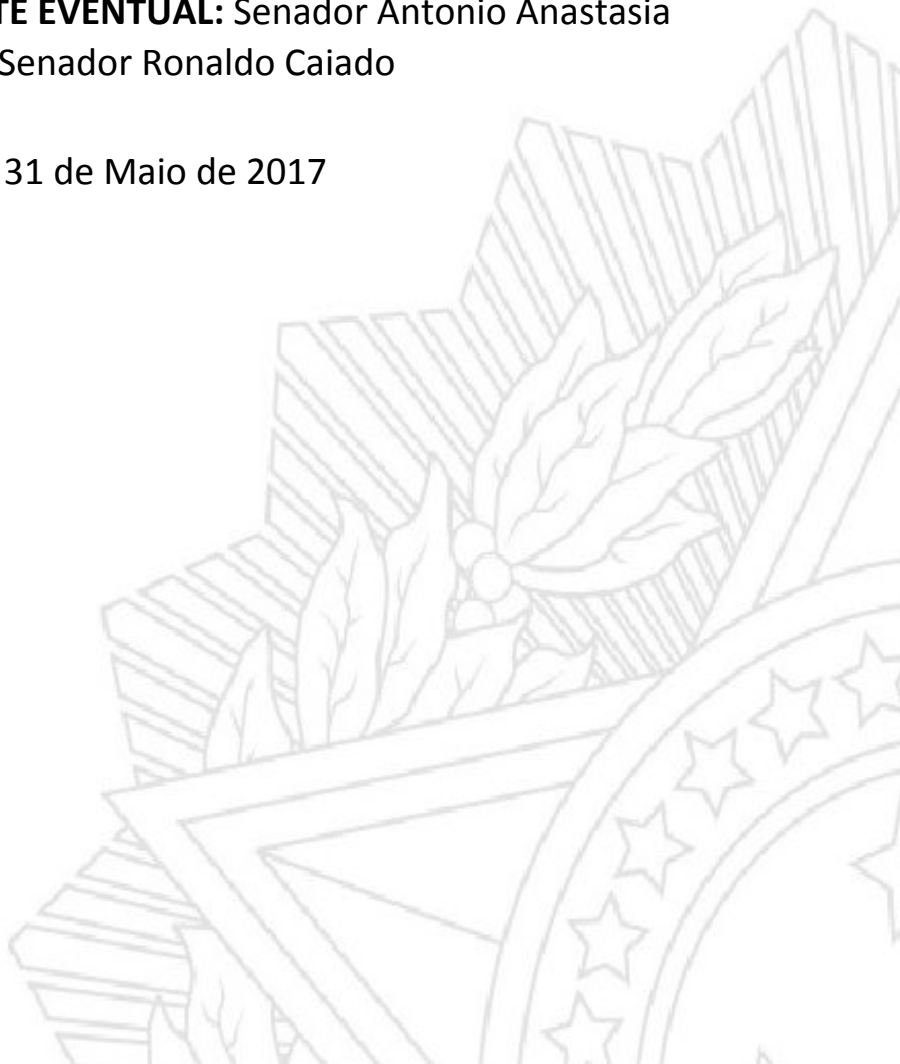 TE EVENTUAL: Senador Antonio Anastasia
Senador Ronaldo Caiado
31 de Maio de 2017